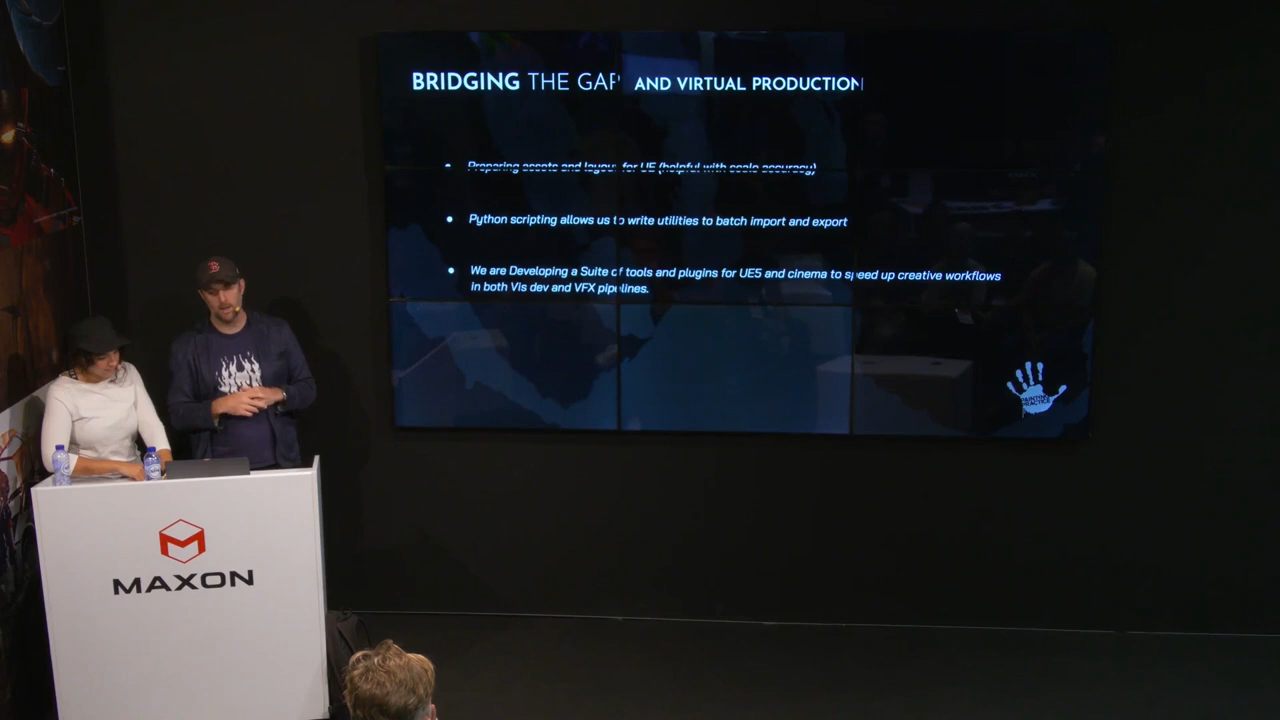 BRIDGING THE GAP AND VIRTUAL PRODUCTION
• Preparing assets and layout for UE (helpful with scale accuracy)
• Python scripting allows us to write utilities to batch import and export
• We are Developing a Suite of tools and plugins for UE5 and cinema to speed up creative workflows
in both Vis dev and VFX pipelines.
PAINTING
PRACTICE
B
MAXON